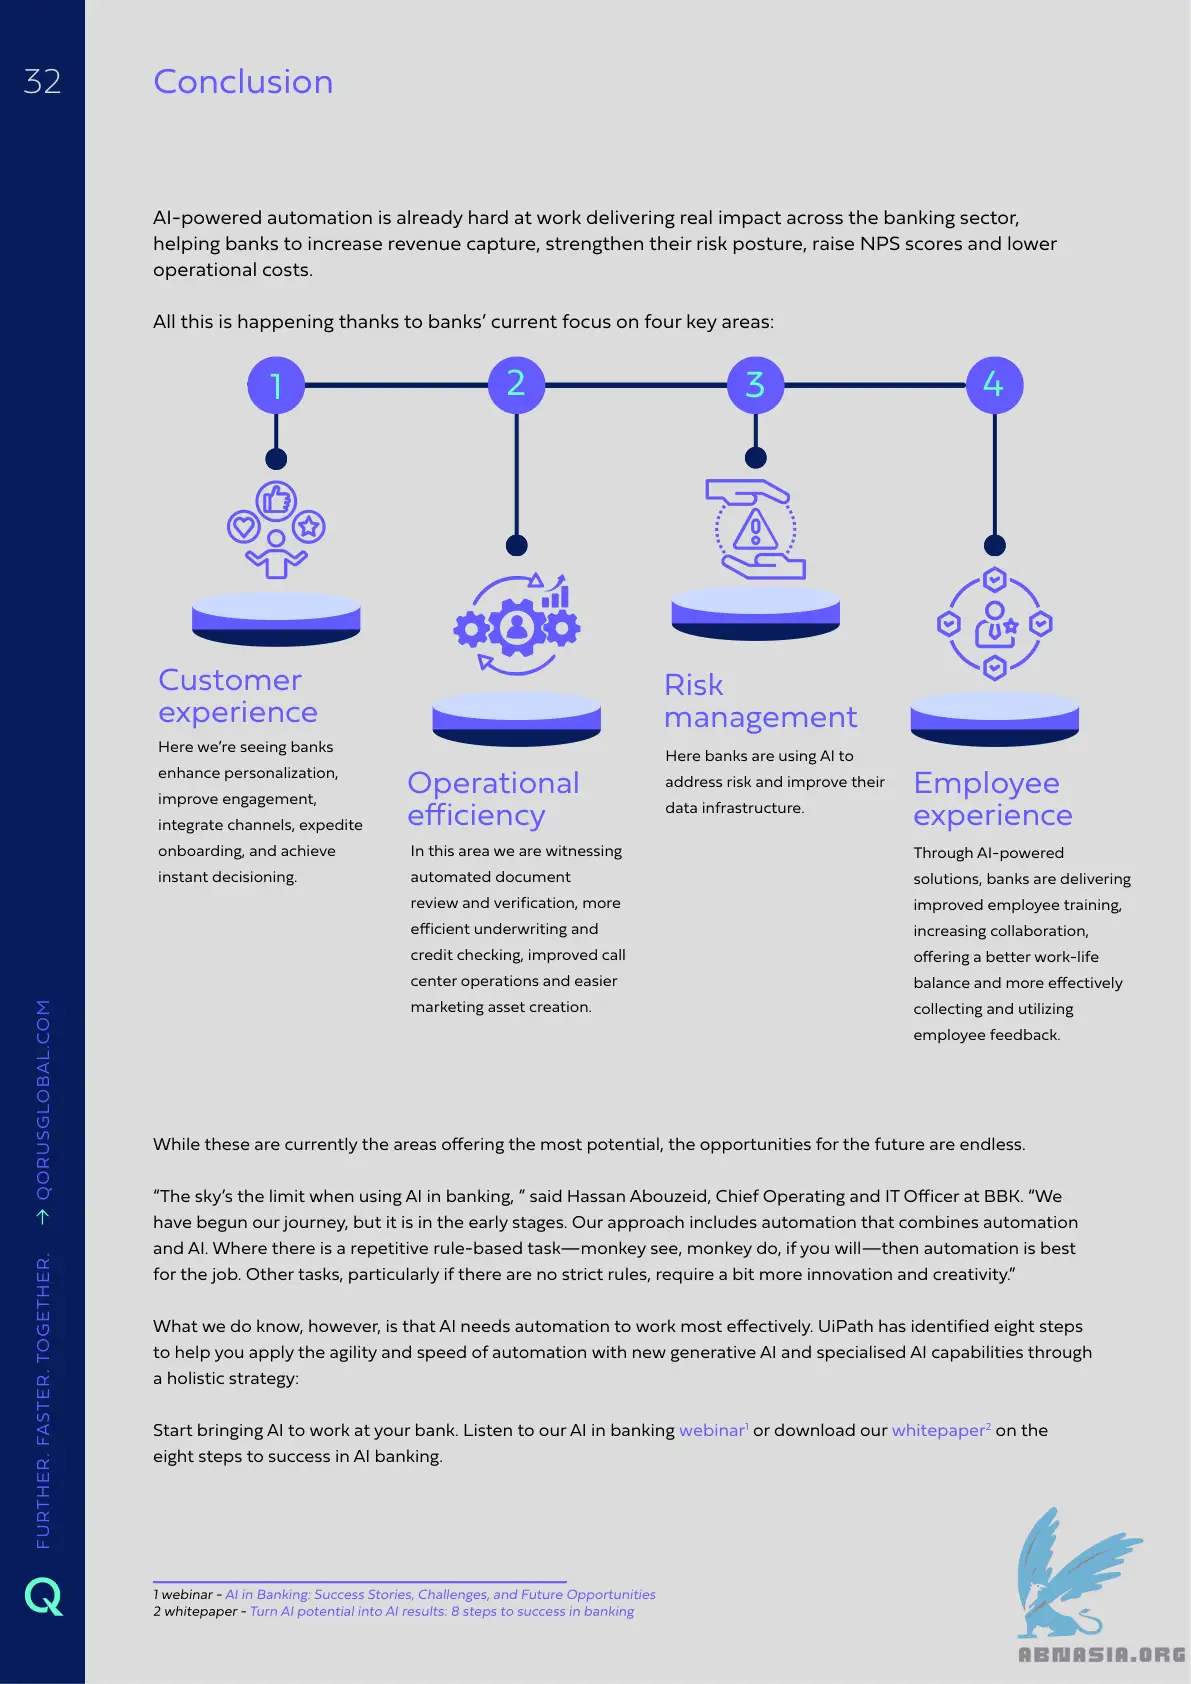 32
Conclusion
AI-powered automation is already hard at work delivering real impact across the banking sector,
helping banks to increase revenue capture, strengthen their risk posture, raise NPS scores and lower
operational costs.
All this is happening thanks to banks’ current focus on four key areas:
1
2
3
4
Customer
experience
Here we’re seeing banks
enhance personalization,
improve engagement,
integrate channels, expedite
onboarding, and achieve
instant decisioning.
Operational
efficiency
In this area we are witnessing
automated document
review and verification, more
efficient underwriting and
credit checking, improved call
center operations and easier
marketing asset creation.
Risk
management
Here banks are using AI to
address risk and improve their
data infrastructure.
Employee
experience
Through AI-powered
solutions, banks are delivering
improved employee training,
increasing collaboration,
offering a better work-life
balance and more effectively
collecting and utilizing
employee feedback.
While these are currently the areas offering the most potential, the opportunities for the future are endless.
“The sky’s the limit when using AI in banking, ” said Hassan Abouzeid, Chief Operating and IT Officer at BBK. “We
have begun our journey, but it is in the early stages. Our approach includes automation that combines automation
and AI. Where there is a repetitive rule-based task—monkey see, monkey do, if you will—then automation is best
for the job. Other tasks, particularly if there are no strict rules, require a bit more innovation and creativity.”
What we do know, however, is that AI needs automation to work most effectively. UiPath has identified eight steps
to help you apply the agility and speed of automation with new generative AI and specialised AI capabilities through
a holistic strategy:
Start bringing AI to work at your bank. Listen to our AI in banking webinar1 or download our whitepaper2 on the
eight steps to success in AI banking.
1 webinar - AI in Banking: Success Stories, Challenges, and Future Opportunities
2 whitepaper - Turn AI potential into AI results: 8 steps to success in banking
FURTHER. FASTER. TOGETHER. → QORUSGLOBAL.COM
Q
ABNASIA.ORG